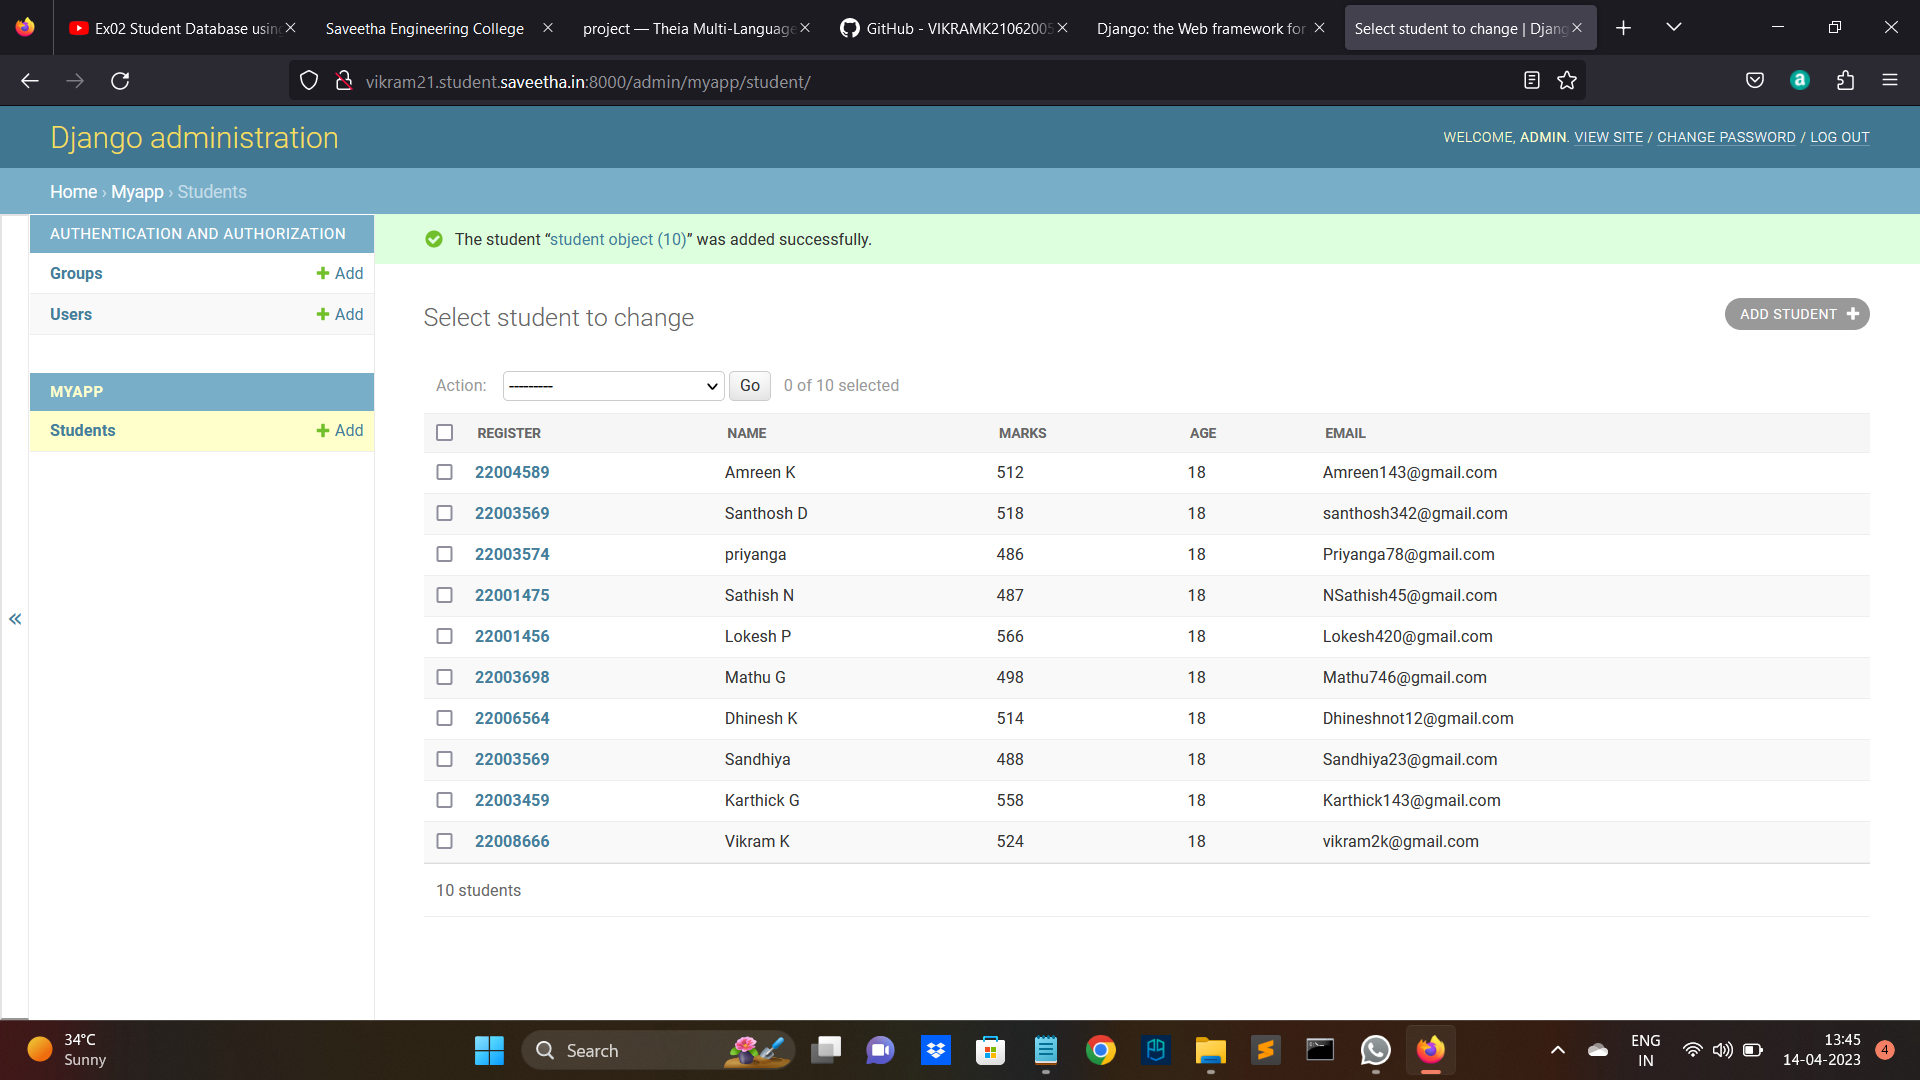 Ex02 Student Database usin
Saveetha Engineering College
project — Theia Multi-Language
GitHub - VIKRAMK21062005
Django: the Web framework for
Select student to change | Djang
vikram21.student.saveetha.in:8000/admin/myapp/student/
Django administration
WELCOME, ADMIN. VIEW SITE / CHANGE PASSWORD / LOG OUT
Home › Myapp › Students
AUTHENTICATION AND AUTHORIZATION
Groups + Add
Users + Add
MYAPP
Students + Add
«
The student “student object (10)” was added successfully.
Select student to change
ADD STUDENT +
Action: --------- Go 0 of 10 selected
REGISTER NAME MARKS AGE EMAIL
22004589 Amreen K 512 18 Amreen143@gmail.com
22003569 Santhosh D 518 18 santhosh342@gmail.com
22003574 priyanga 486 18 Priyanga78@gmail.com
22001475 Sathish N 487 18 NSathish45@gmail.com
22001456 Lokesh P 566 18 Lokesh420@gmail.com
22003698 Mathu G 498 18 Mathu746@gmail.com
22006564 Dhinesh K 514 18 Dhineshnot12@gmail.com
22003569 Sandhiya 488 18 Sandhiya23@gmail.com
22003459 Karthick G 558 18 Karthick143@gmail.com
22008666 Vikram K 524 18 vikram2k@gmail.com
10 students
34°C
Sunny
Search
ENG
IN
13:45
14-04-2023
4